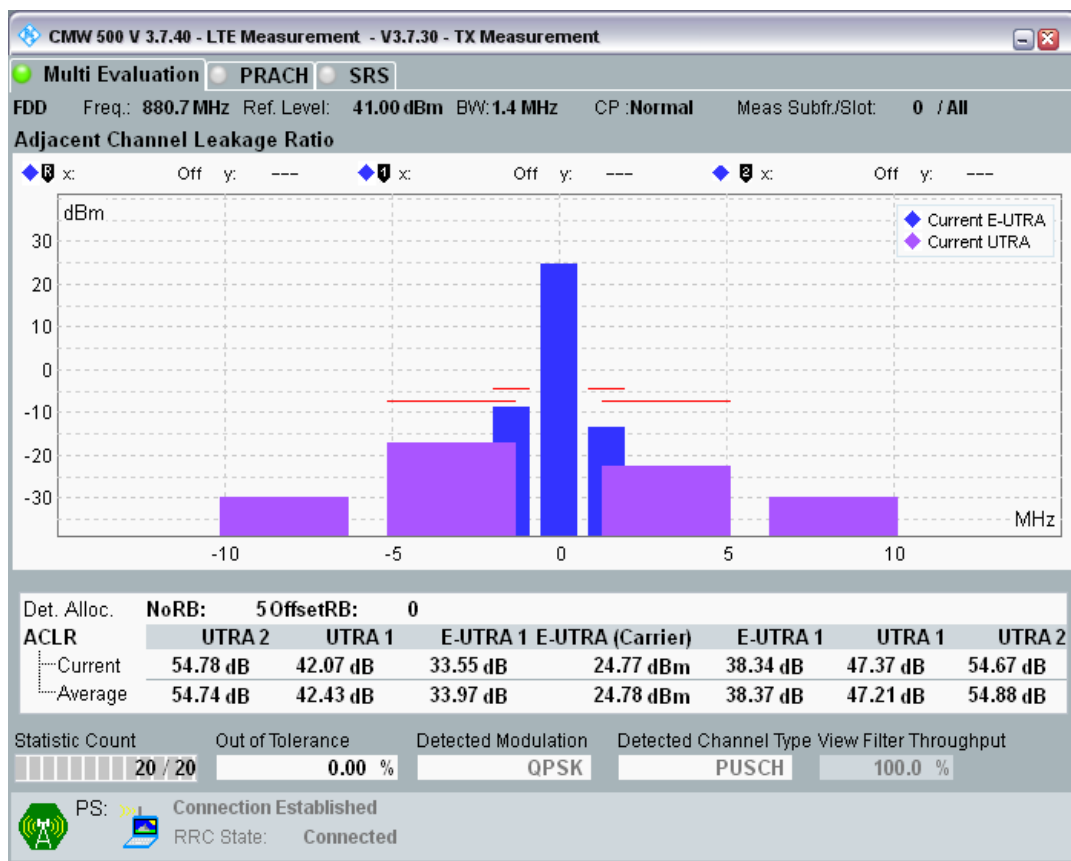 CMW 500 V 3.7.40 - LTE Measurement - V3.7.30 - TX Measurement
Multi Evaluation PRACH SRS
FDD Freq.: 880.7 MHz Ref. Level: 41.00 dBm BW: 1.4 MHz CP :Normal Meas Subfr./Slot: 0 / All
Adjacent Channel Leakage Ratio
R x: Off y: --- 1 x: Off y: --- 2 x: Off y: ---
dBm
Current E-UTRA
Current UTRA
30
20
10
0
-10
-20
-30
MHz
-10 -5 0 5 10
Det. Alloc. NoRB: 5 OffsetRB: 0
ACLR UTRA 2 UTRA 1 E-UTRA 1 E-UTRA (Carrier) E-UTRA 1 UTRA 1 UTRA 2
Current 54.78 dB 42.07 dB 33.55 dB 24.77 dBm 38.34 dB 47.37 dB 54.67 dB
Average 54.74 dB 42.43 dB 33.97 dB 24.78 dBm 38.37 dB 47.21 dB 54.88 dB
Statistic Count Out of Tolerance Detected Modulation Detected Channel Type View Filter Throughput
20 / 20 0.00 % QPSK PUSCH 100.0 %
PS: Connection Established
RRC State: Connected